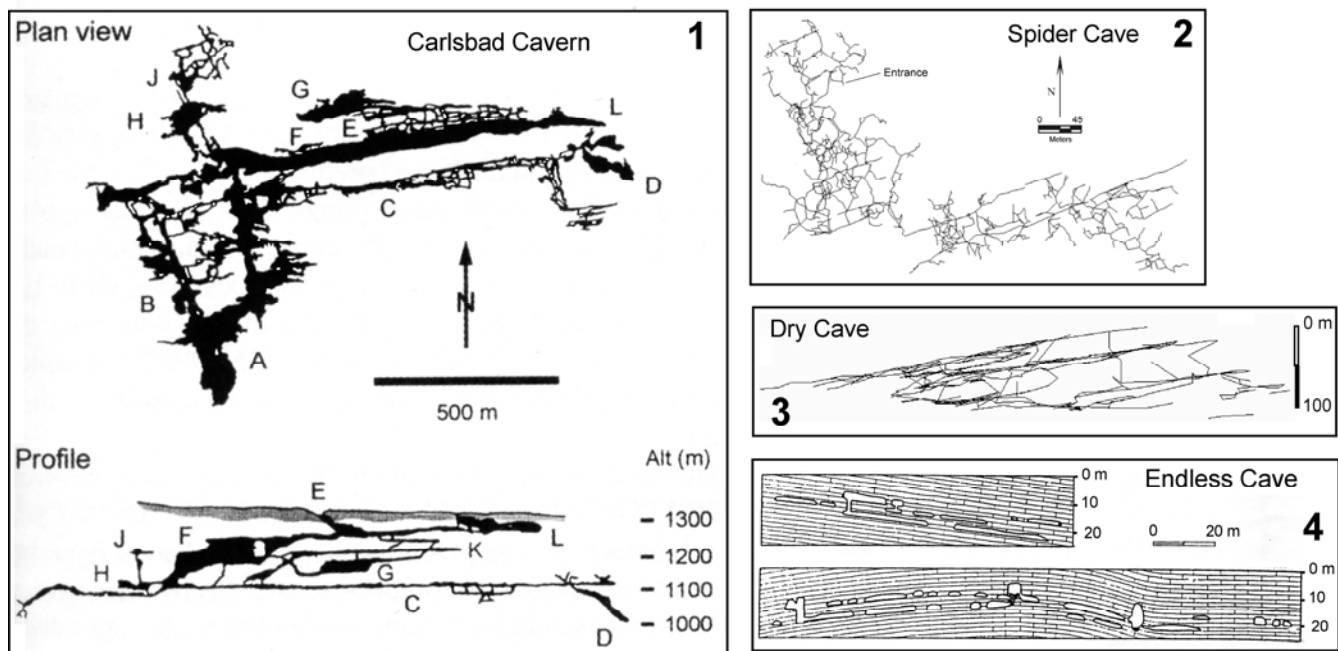 Plan view
Carlsbad Cavern
1
J
G
L
H
F
E
D
C
B
N
A
500 m
Profile
Alt (m)
E
1300
J
F
K
L
1200
H
G
1100
C
1000
D
Spider Cave
2
Entrance
N
0 45
Meters
Dry Cave
0 m
3
100
Endless Cave
0 m
10
20
0 20 m
4
0 m
10
20